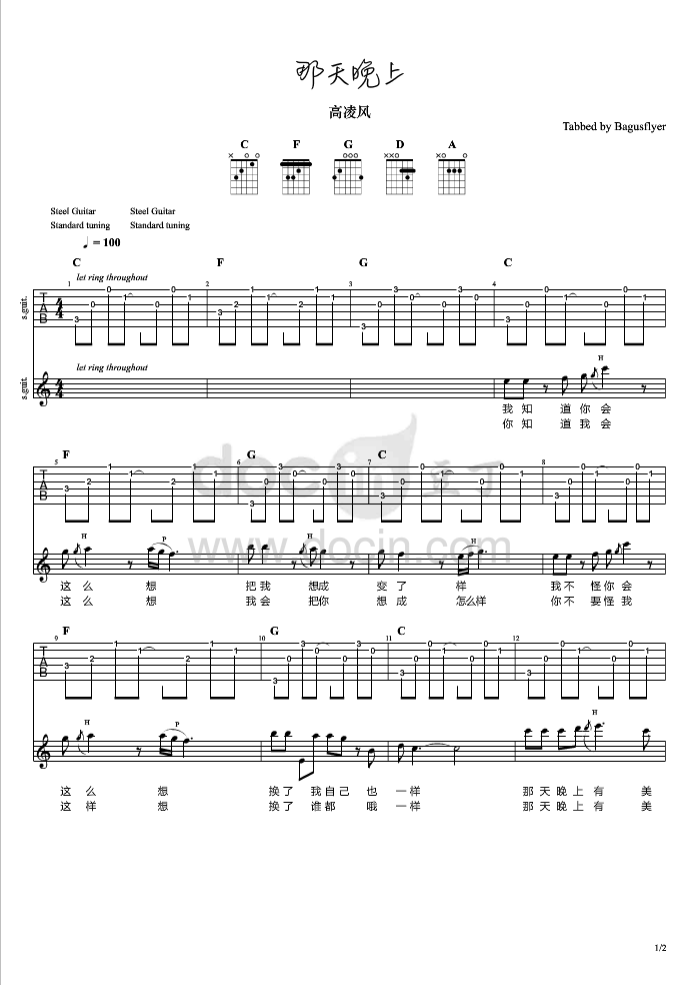 那天晚上
高凌风
Tabbed by Bagusflyer
C F G D A
Steel Guitar Steel Guitar
Standard tuning Standard tuning
♩ = 100
C F G C
let ring throughout
s.guit.
let ring throughout
s.guit.
H
我 知 道 你 会
你 知 道 我 会
F G C
H P H
这 么 想 把 我 想 成 变 了 样 我 不 怪 你 会
这 么 想 我 会 把 你 想 成 怎么 样 你 不 要 怪 我
F G C
H P H
这 么 想 换 了 我 自 己 也 一 样 那 天 晚 上 有 美
这 样 想 换 了 谁 都 哦 一 样 那 天 晚 上 有 美
docin 豆丁
www.docin.com
1/2